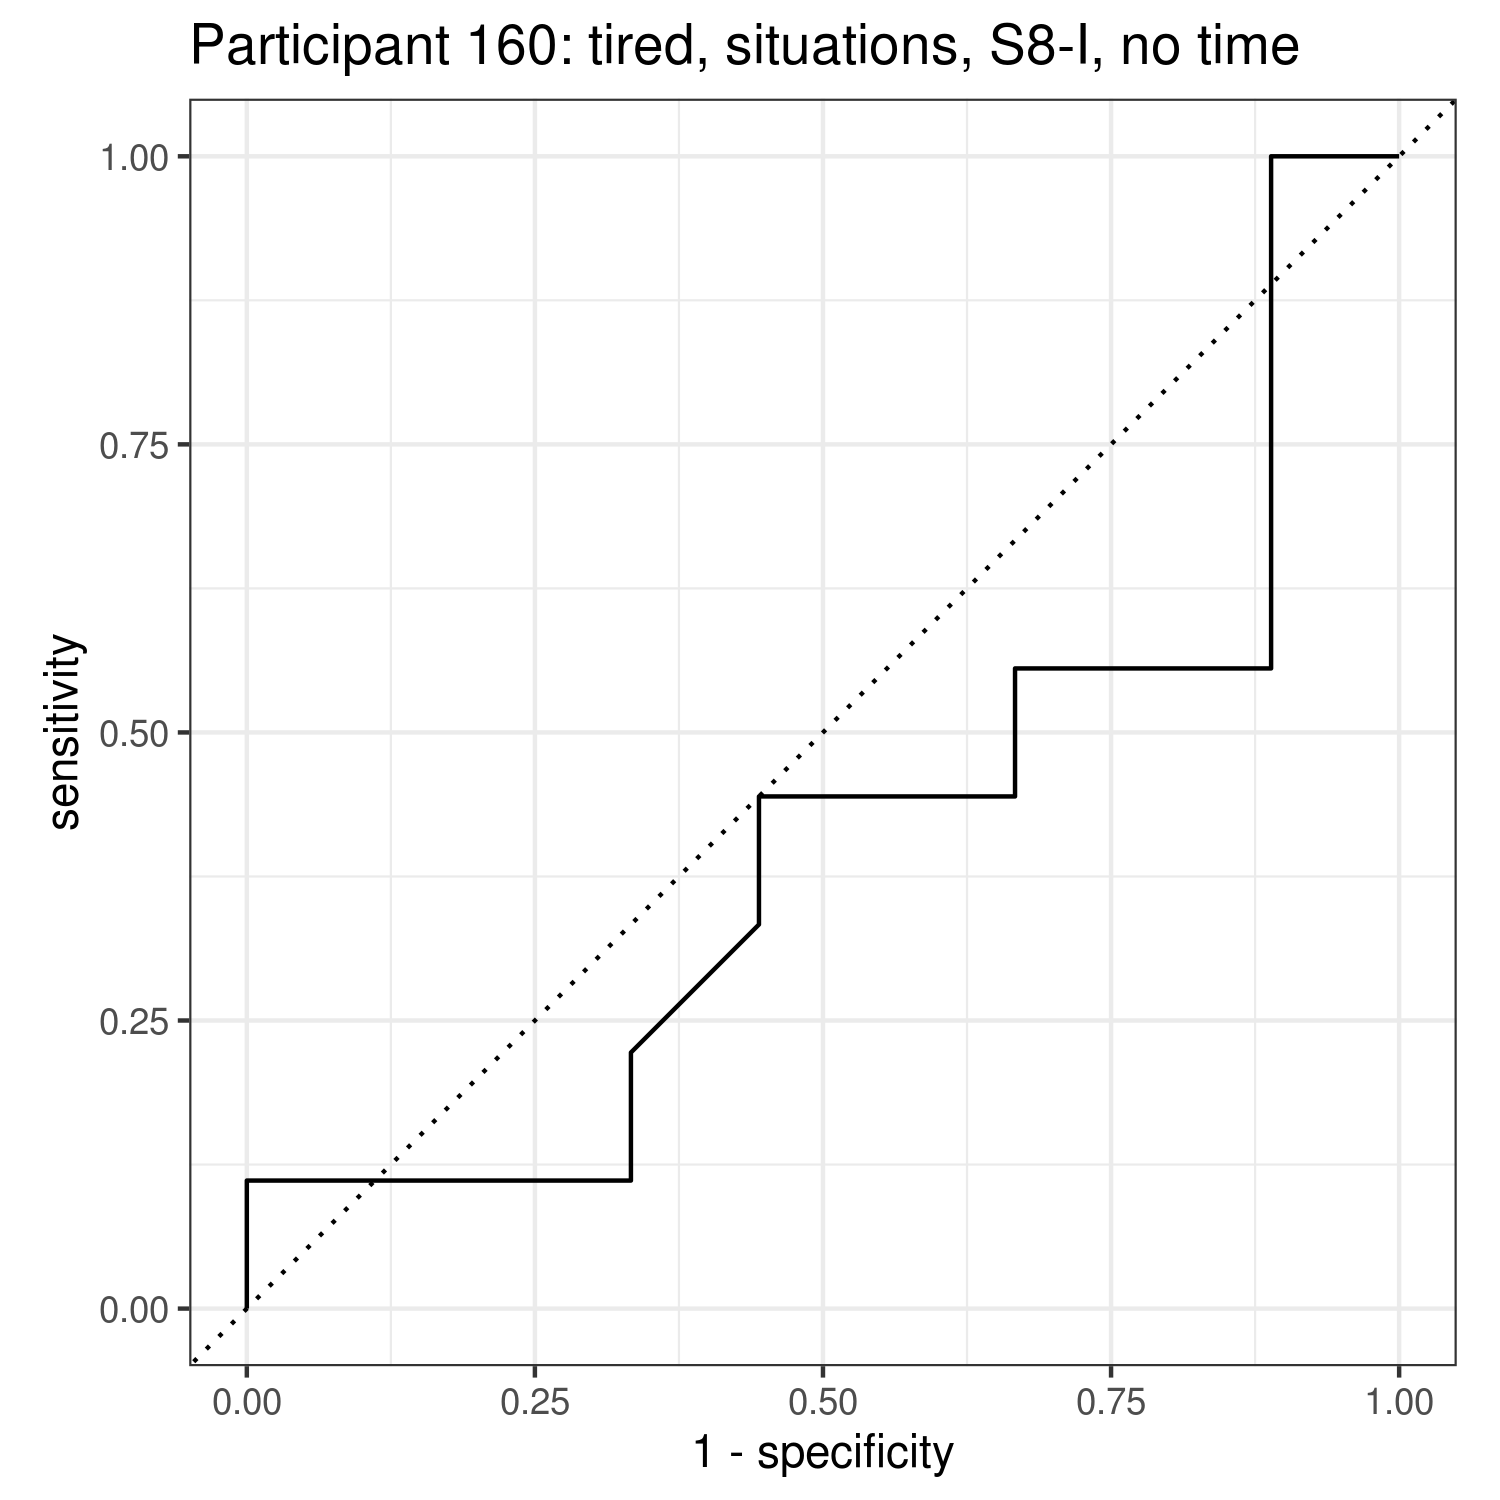 Participant 160: tired, situations, S8-I, no time
1.00
0.75
0.50
0.25
0.00
sensitivity
0.00 0.25 0.50 0.75 1.00
1 - specificity